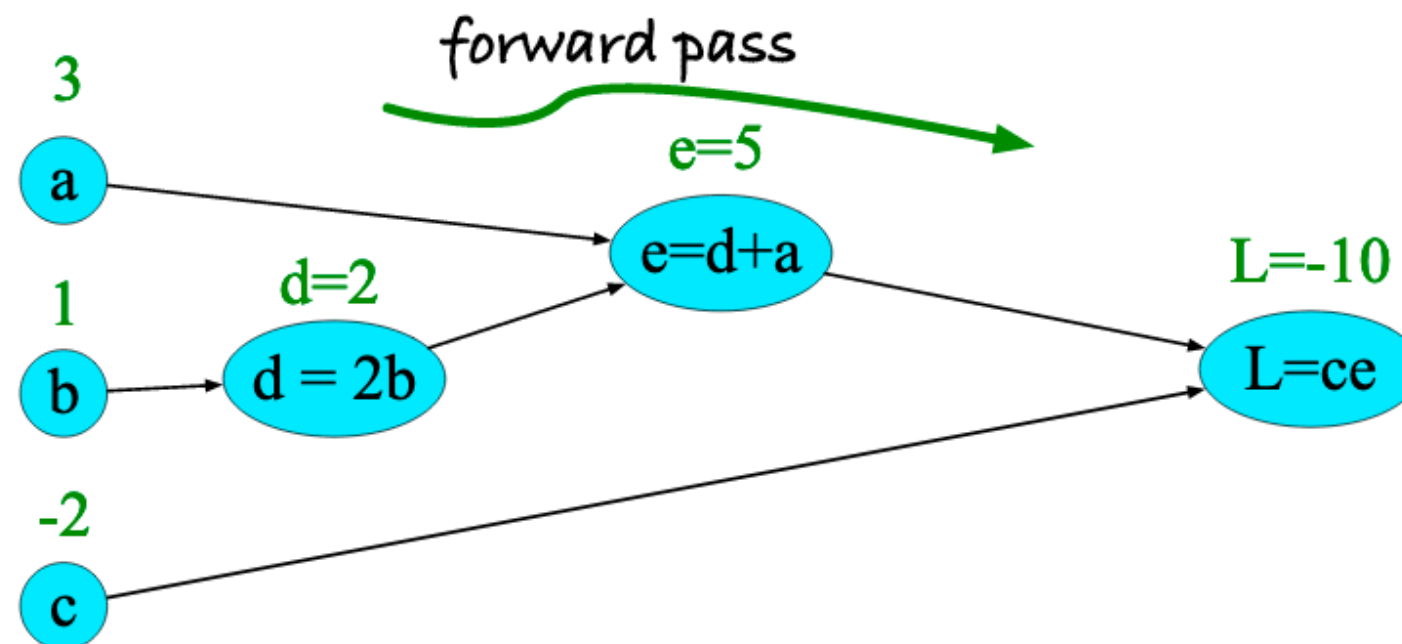 forward pass
3
a
e=5
e=d+a
L=-10
L=ce
1
b
d=2
d = 2b
-2
c